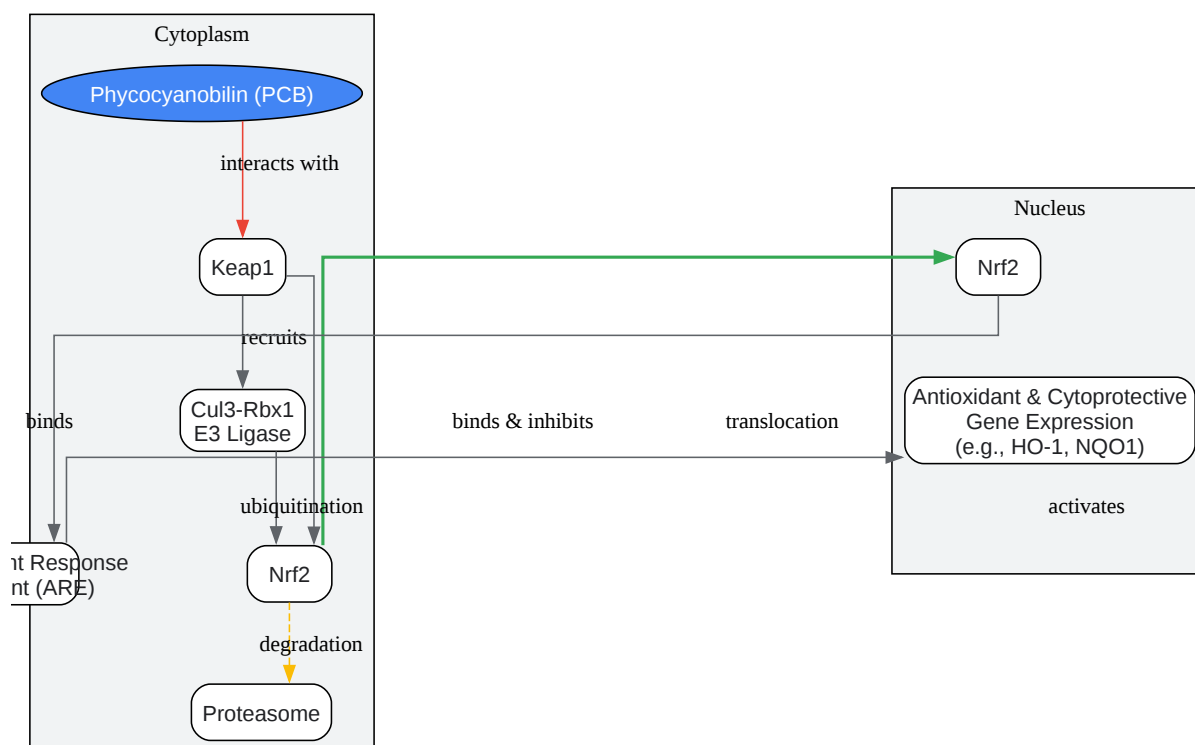 Cytoplasm
Phycocyanobilin (PCB)
interacts with
Nucleus
Keap1
Nrf2
recruits
Cul3-Rbx1
E3 Ligase
Antioxidant & Cytoprotective
Gene Expression
(e.g., HO-1, NQO1)
binds
binds & inhibits
translocation
ubiquitination
activates
nt Response
nt (ARE)
Nrf2
degradation
Proteasome